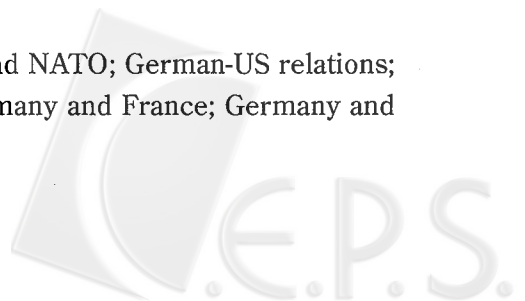 nd NATO; German-US relations;
many and France; Germany and
C.E.P.S.